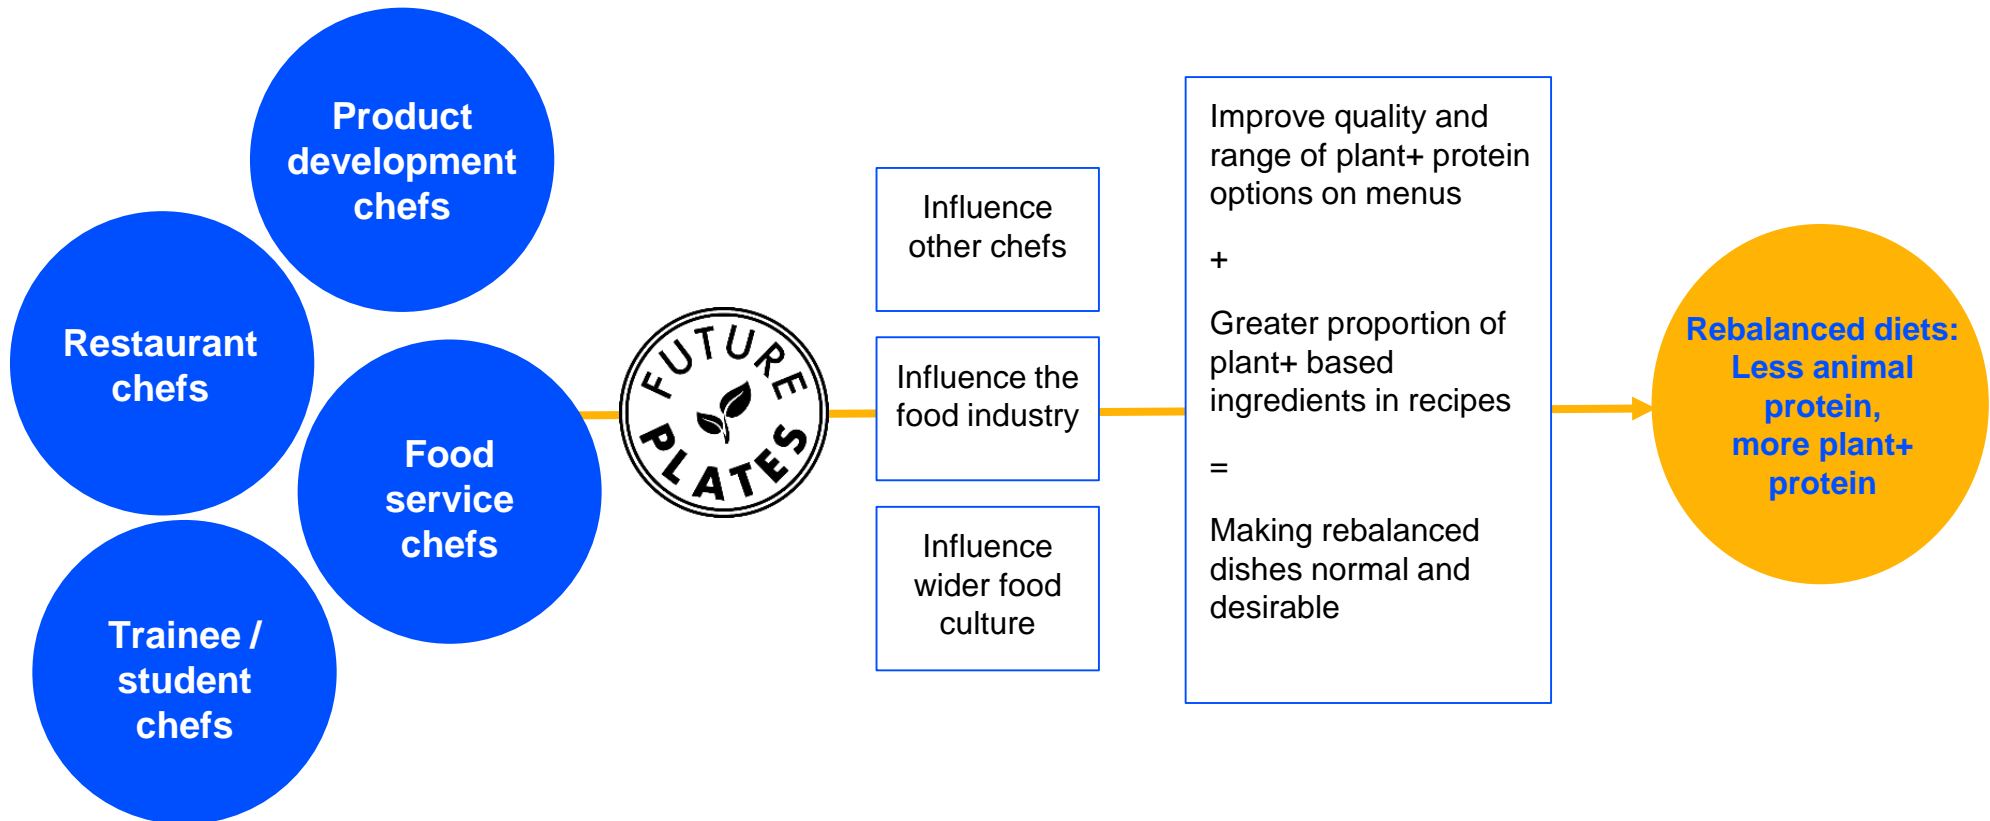 Product
development
chefs
Restaurant
chefs
Food
service
chefs
Trainee /
student
chefs
FUTURE
PLATES
Influence
other chefs
Influence the
food industry
Influence
wider food
culture
Improve quality and
range of plant+ protein
options on menus
+
Greater proportion of
plant+ based
ingredients in recipes
=
Making rebalanced
dishes normal and
desirable
Rebalanced diets:
Less animal
protein,
more plant+
protein